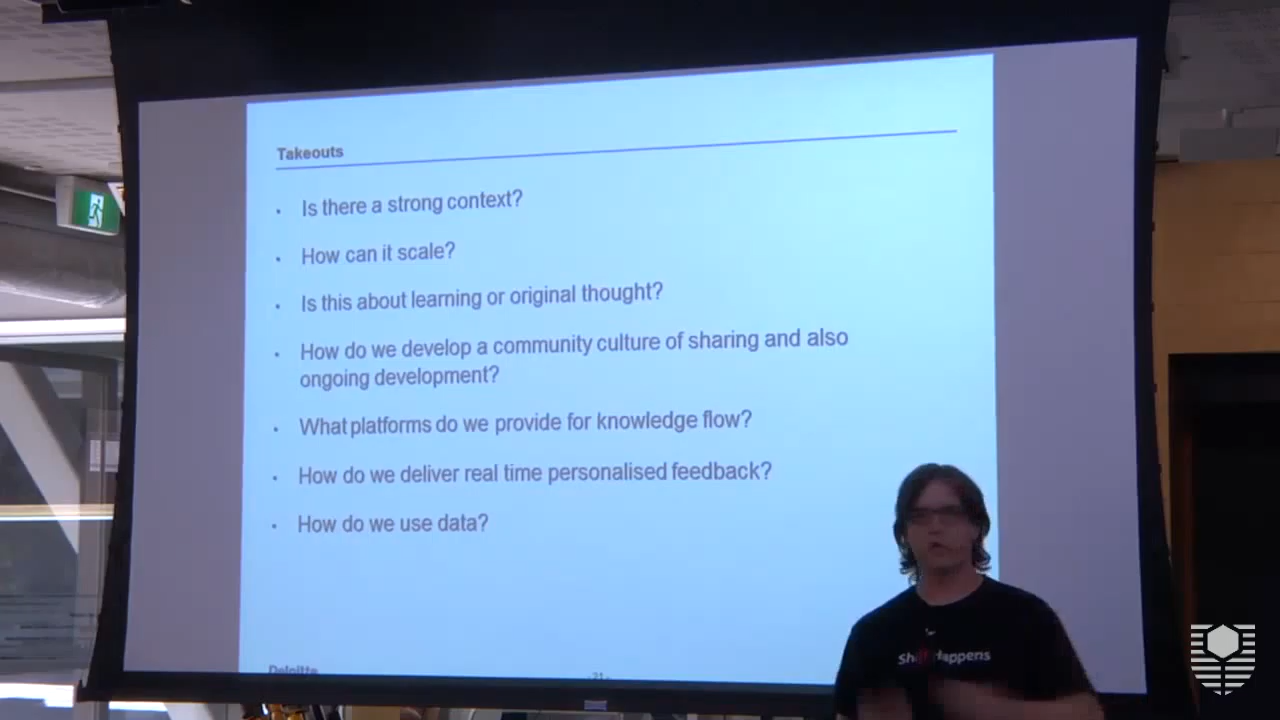 Takeouts
• Is there a strong context?
• How can it scale?
• Is this about learning or original thought?
• How do we develop a community culture of sharing and also
ongoing development?
• What platforms do we provide for knowledge flow?
• How do we deliver real time personalised feedback?
• How do we use data?
Deloitte